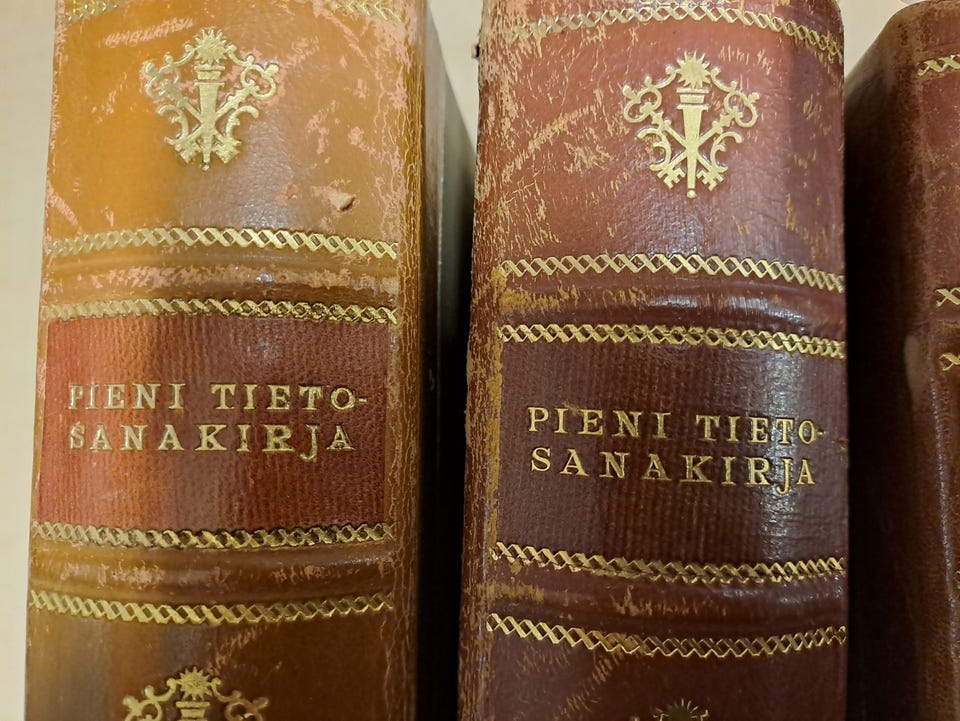 PIENI TIETO-
SANAKIRJA
PIENI TIETO-
SANAKIRJA